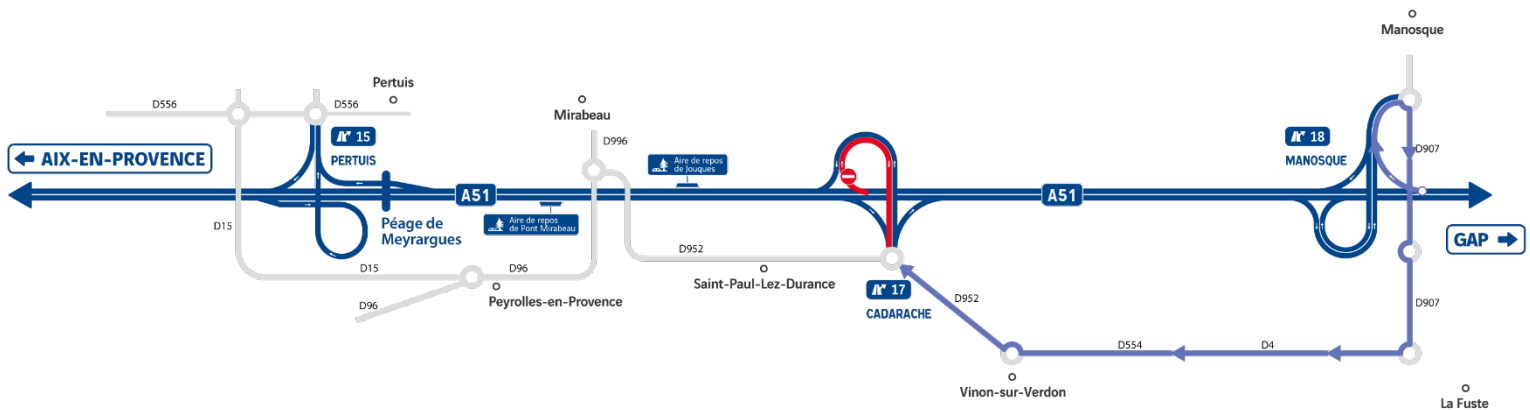 Manosque
Pertuis
D556
D556
Mirabeau
15
PERTUIS
D996
18
MANOSQUE
D907
AIX-EN-PROVENCE
Aire de repos
de Jouques
A51
A51
Péage de
Meyrargues
Aire de repos
de Pont Mirabeau
D15
GAP
D952
D15
D96
Saint-Paul-Lez-Durance
Peyrolles-en-Provence
17
CADARACHE
D952
D907
D96
D554
D4
Vinon-sur-Verdon
La Fuste